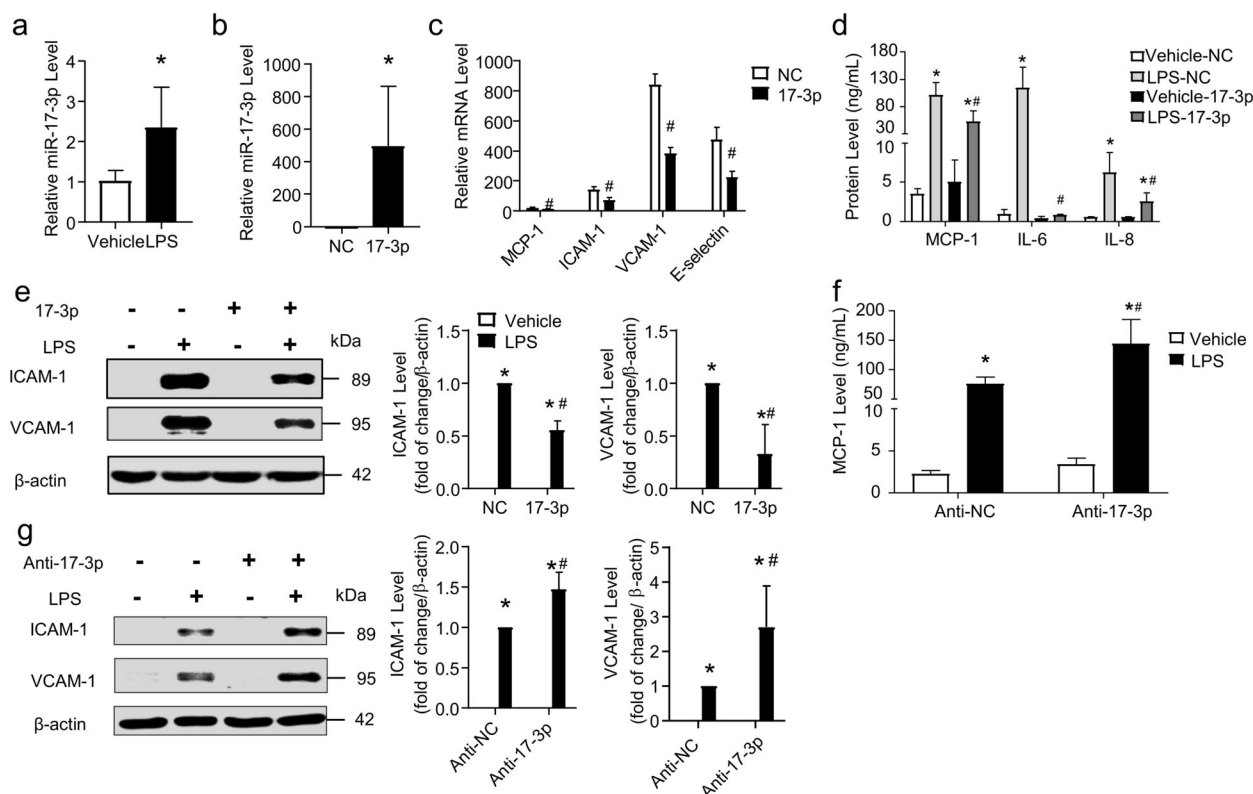 a
Relative miR-17-3p Level
4
3
2
1
0
*
VehicleLPS
b
Relative miR-17-3p Level
1000
800
600
400
200
0
*
NC 17-3p
c
Relative mRNA Level
1000
800
600
400
200
0
NC
17-3p
#
#
#
#
MCP-1
ICAM-1
VCAM-1
E-selectin
d
Protein Level (ng/mL)
180
130
80
30
10
5
0
Vehicle-NC
LPS-NC
Vehicle-17-3p
LPS-17-3p
*
*#
*
#
*
*#
MCP-1 IL-6 IL-8
e
17-3p - - + +
LPS - + - + kDa
ICAM-1 89
VCAM-1 95
β-actin 42
ICAM-1 Level
(fold of change/β-actin)
1.5
1.0
0.5
0.0
Vehicle
LPS
*
*#
NC 17-3p
VCAM-1 Level
(fold of change/β-actin)
1.5
1.0
0.5
0.0
*
*#
NC 17-3p
f
MCP-1 Level (ng/mL)
200
150
100
50
10
5
0
*
*#
Vehicle
LPS
Anti-NC Anti-17-3p
g
Anti-17-3p - - + +
LPS - + - + kDa
ICAM-1 89
VCAM-1 95
β-actin 42
ICAM-1 Level
(fold of change/β-actin)
2.0
1.5
1.0
0.5
0.0
*
*#
Anti-NC
Anti-17-3p
VCAM-1 Level
(fold of change/ β-actin)
5
4
2
1
0
*
*#
Anti-NC
Anti-17-3p